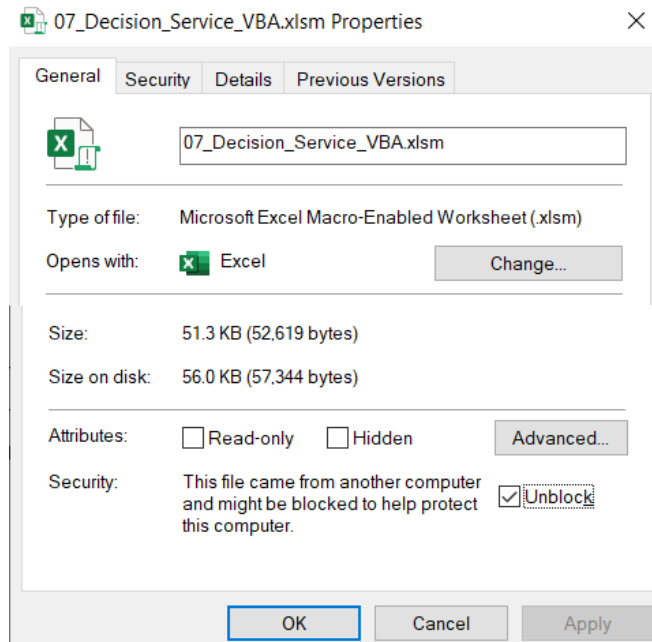 07_Decision_Service_VBA.xlsm Properties
General Security Details Previous Versions
07_Decision_Service_VBA.xlsm
Type of file: Microsoft Excel Macro-Enabled Worksheet (.xlsm)
Opens with: Excel Change...
Size: 51.3 KB (52,619 bytes)
Size on disk: 56.0 KB (57,344 bytes)
Attributes: Read-only Hidden Advanced...
Security: This file came from another computer
and might be blocked to help protect
this computer.
Unblock
OK Cancel Apply